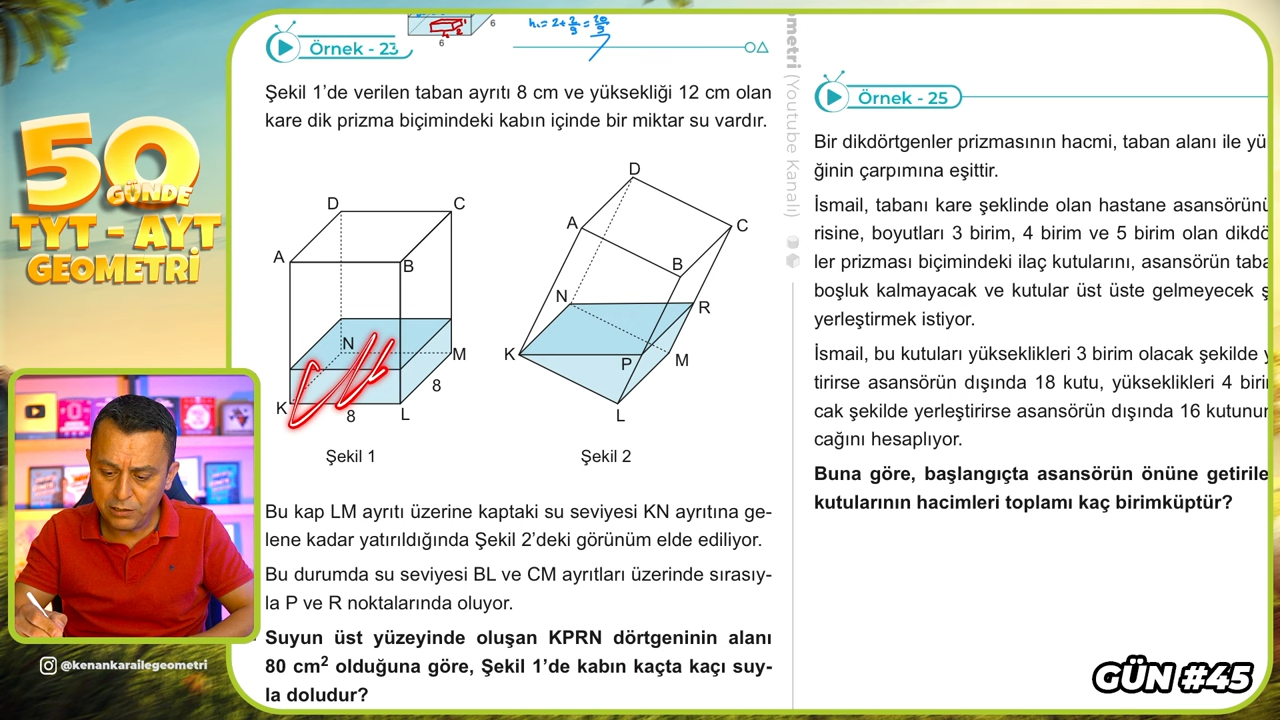 50
GÜNDE
TYT - AYT
GEOMETRİ
6
6
Örnek - 23
Şekil 1'de verilen taban ayrıtı 8 cm ve yüksekliği 12 cm olan
kare dik prizma biçimindeki kabın içinde bir miktar su vardır.
D
C
A
B
N
M
K
L
8
8
Şekil 1
D
A
C
B
N
R
K
P
M
L
Şekil 2
Bu kap LM ayrıtı üzerine kaptaki su seviyesi KN ayrıtına ge-
lene kadar yatırıldığında Şekil 2'deki görünüm elde ediliyor.
Bu durumda su seviyesi BL ve CM ayrıtları üzerinde sırasıy-
la P ve R noktalarında oluyor.
Suyun üst yüzeyinde oluşan KPRN dörtgeninin alanı
80 cm² olduğuna göre, Şekil 1'de kabın kaçta kaçı suy-
la doludur?
metri (Youtube Kanalı)
Örnek - 25
Bir dikdörtgenler prizmasının hacmi, taban alanı ile yü
ğinin çarpımına eşittir.
İsmail, tabanı kare şeklinde olan hastane asansörünü
risine, boyutları 3 birim, 4 birim ve 5 birim olan dikdö
ler prizması biçimindeki ilaç kutularını, asansörün taba
boşluk kalmayacak ve kutular üst üste gelmeyecek ş
yerleştirmek istiyor.
İsmail, bu kutuları yükseklikleri 3 birim olacak şekilde y
tirirse asansörün dışında 18 kutu, yükseklikleri 4 biri
cak şekilde yerleştirirse asansörün dışında 16 kutunun
cağını hesaplıyor.
Buna göre, başlangıçta asansörün önüne getirile
kutularının hacimleri toplamı kaç birimküptür?
@kenankarailegeometri
GÜN #45